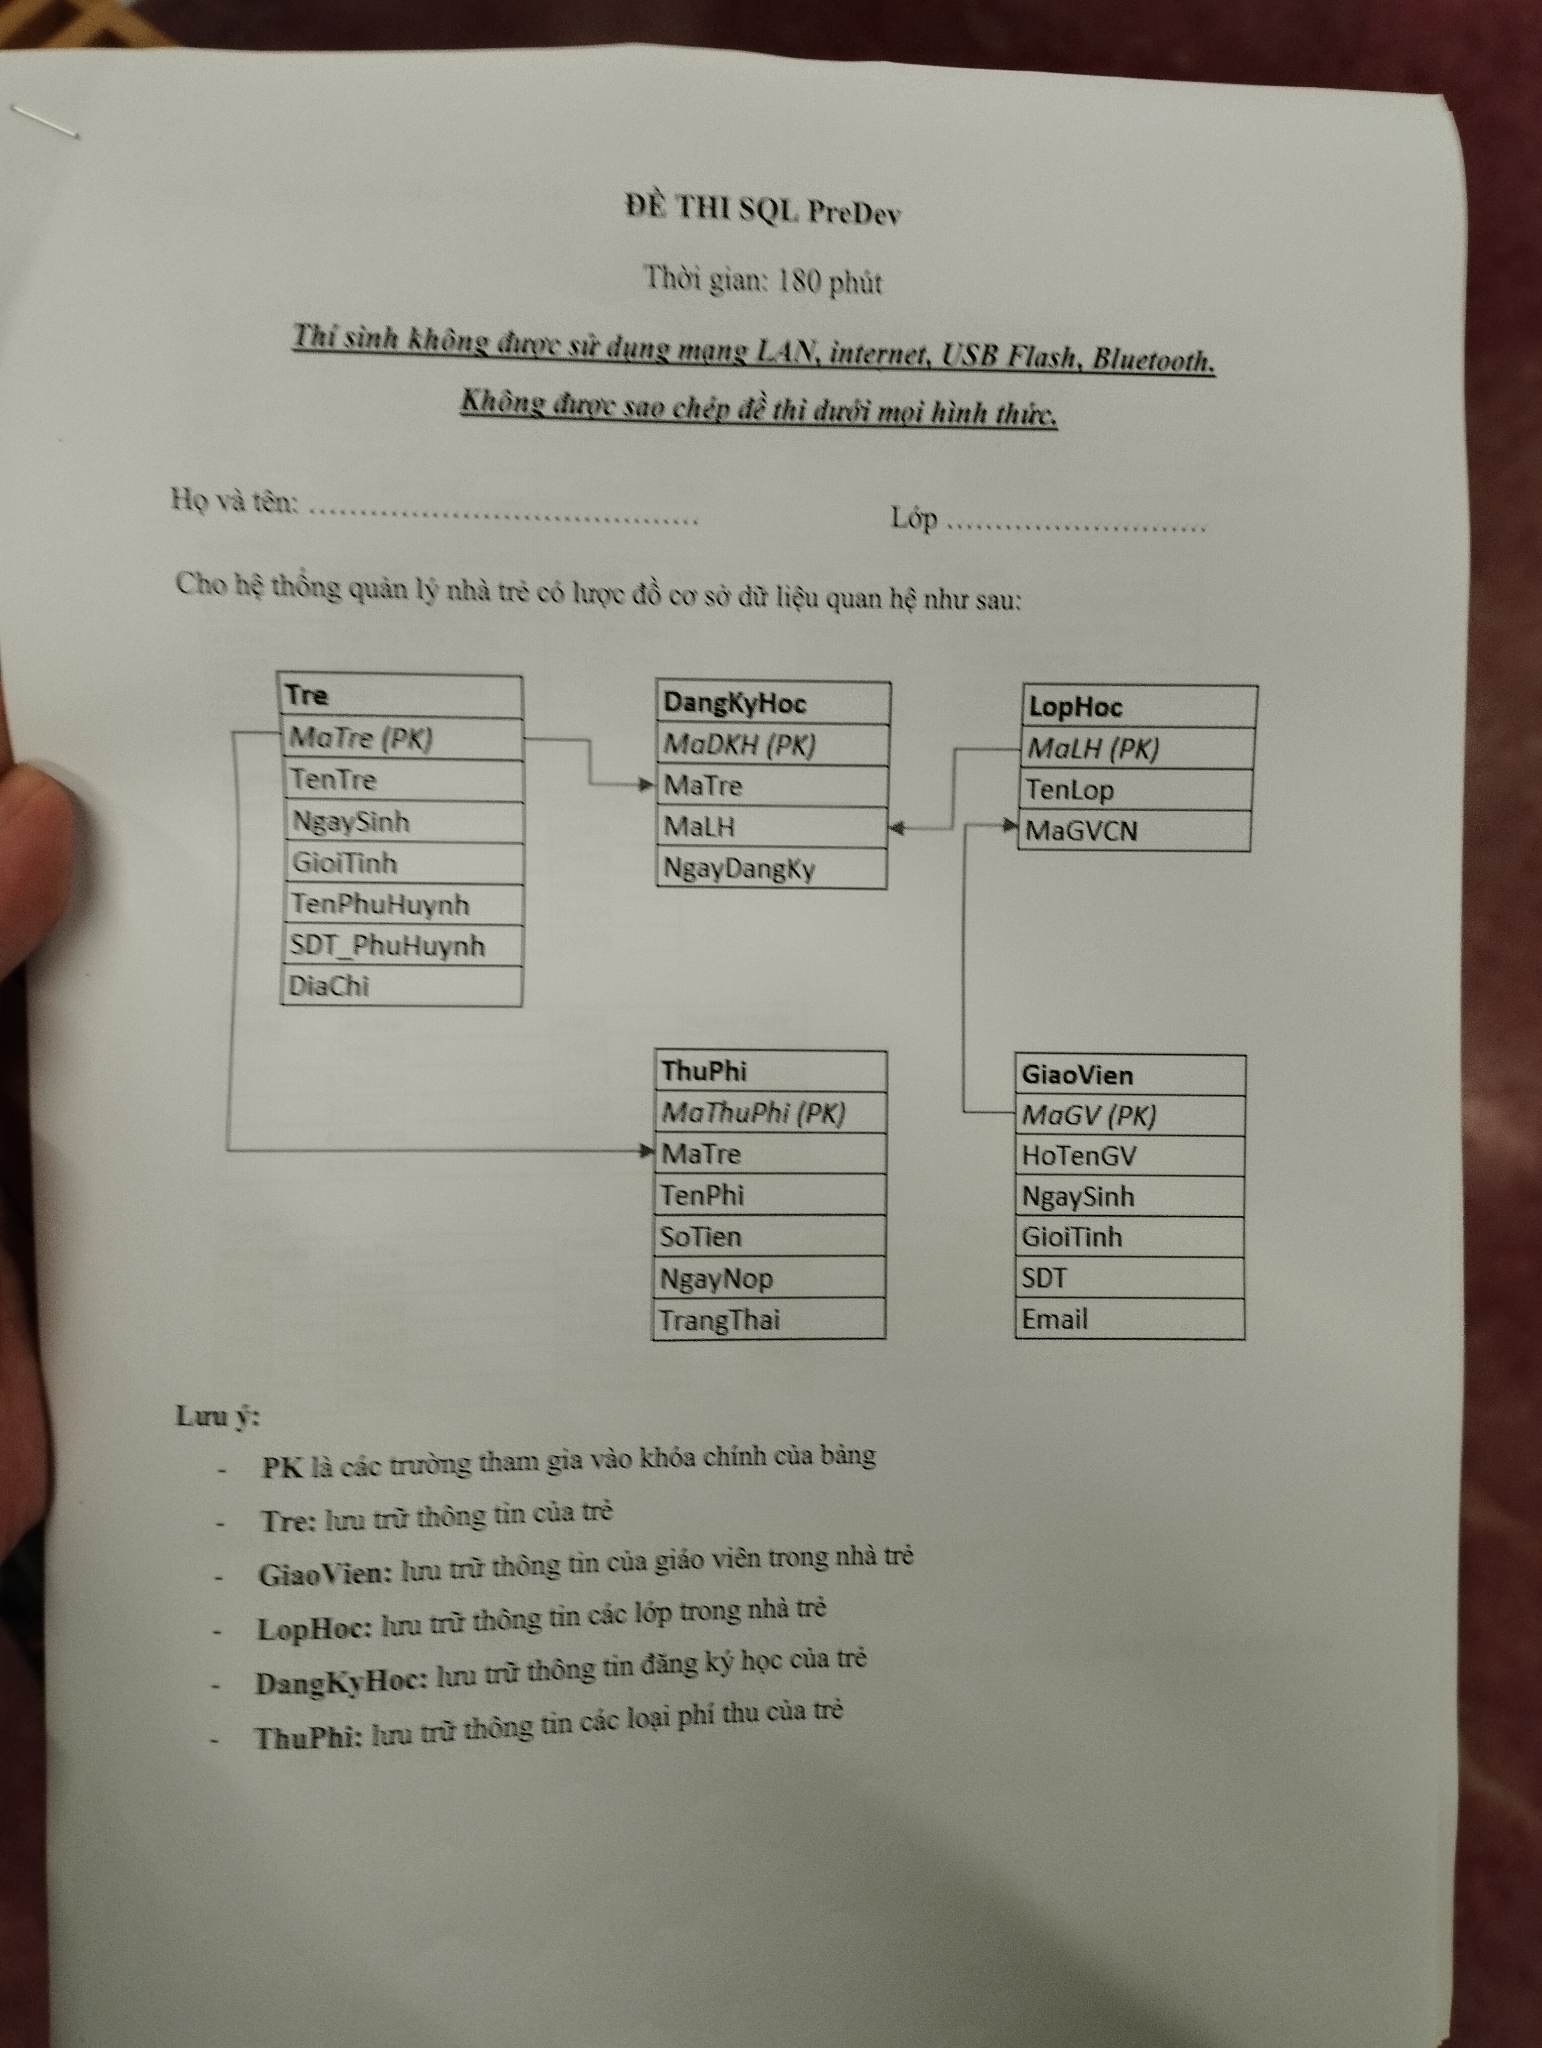 ĐỀ THI SQL PreDev
Thời gian: 180 phút
Thí sinh không được sử dụng mạng LAN, internet, USB Flash, Bluetooth.
Không được sao chép đề thi dưới mọi hình thức.
Họ và tên: ....................................... Lớp ..........................
Cho hệ thống quản lý nhà trẻ có lược đồ cơ sở dữ liệu quan hệ như sau:
Tre
MaTre (PK)
TenTre
NgaySinh
GioiTinh
TenPhuHuynh
SDT_PhuHuynh
DiaChi
DangKyHoc
MaDKH (PK)
MaTre
MaLH
NgayDangKy
LopHoc
MaLH (PK)
TenLop
MaGVCN
ThuPhi
MaThuPhi (PK)
MaTre
TenPhi
SoTien
NgayNop
TrangThai
GiaoVien
MaGV (PK)
HoTenGV
NgaySinh
GioiTinh
SDT
Email
Lưu ý:
- PK là các trường tham gia vào khóa chính của bảng
- Tre: lưu trữ thông tin của trẻ
- GiaoVien: lưu trữ thông tin của giáo viên trong nhà trẻ
- LopHoc: lưu trữ thông tin các lớp trong nhà trẻ
- DangKyHoc: lưu trữ thông tin đăng ký học của trẻ
- ThuPhi: lưu trữ thông tin các loại phí thu của trẻ